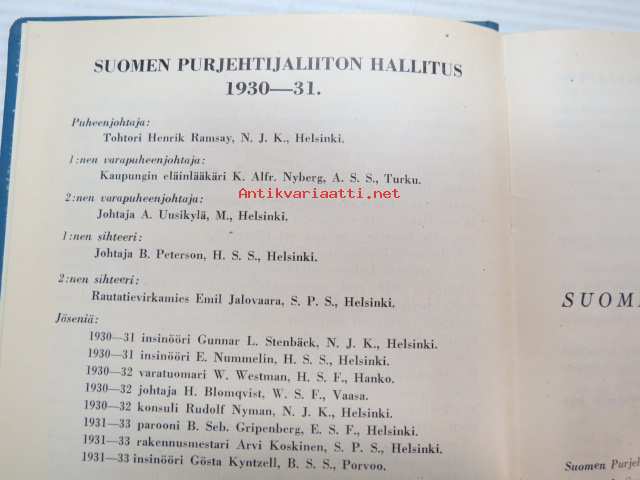 SUOMEN PURJEHTIJALIITON HALLITUS
1930—31.
Puheenjohtaja:
Tohtori Henrik Ramsay, N. J. K., Helsinki.
1:nen varapuheenjohtaja:
Kaupungin eläinlääkäri K. Alfr. Nyberg, A. S. S., Turku.
Antikvariaatti.net
2:nen varapuheenjohtaja:
Johtaja A. Uusikylä, M., Helsinki.
1:nen sihteeri:
Johtaja B. Peterson, H. S. S., Helsinki.
2:nen sihteeri:
Rautatievirkamies Emil Jalovaara, S. P. S., Helsinki.
Jäseniä:
1930—31 insinööri Gunnar L. Stenbäck, N. J. K., Helsinki.
1930—31 insinööri E. Nummelin, H. S. S., Helsinki.
1930—32 varatuomari W. Westman, H. S. F., Hanko.
1930—32 johtaja H. Blomqvist, W. S. F., Vaasa.
1930—32 konsuli Rudolf Nyman, N. J. K., Helsinki.
1931—33 parooni B. Seb. Gripenberg, E. S. F., Helsinki.
1931—33 rakennusmestari Arvi Koskinen, S. P. S., Helsinki.
1931—33 insinööri Gösta Kyntzell, B. S. S., Porvoo.
SUOM
Suomen Purjeh